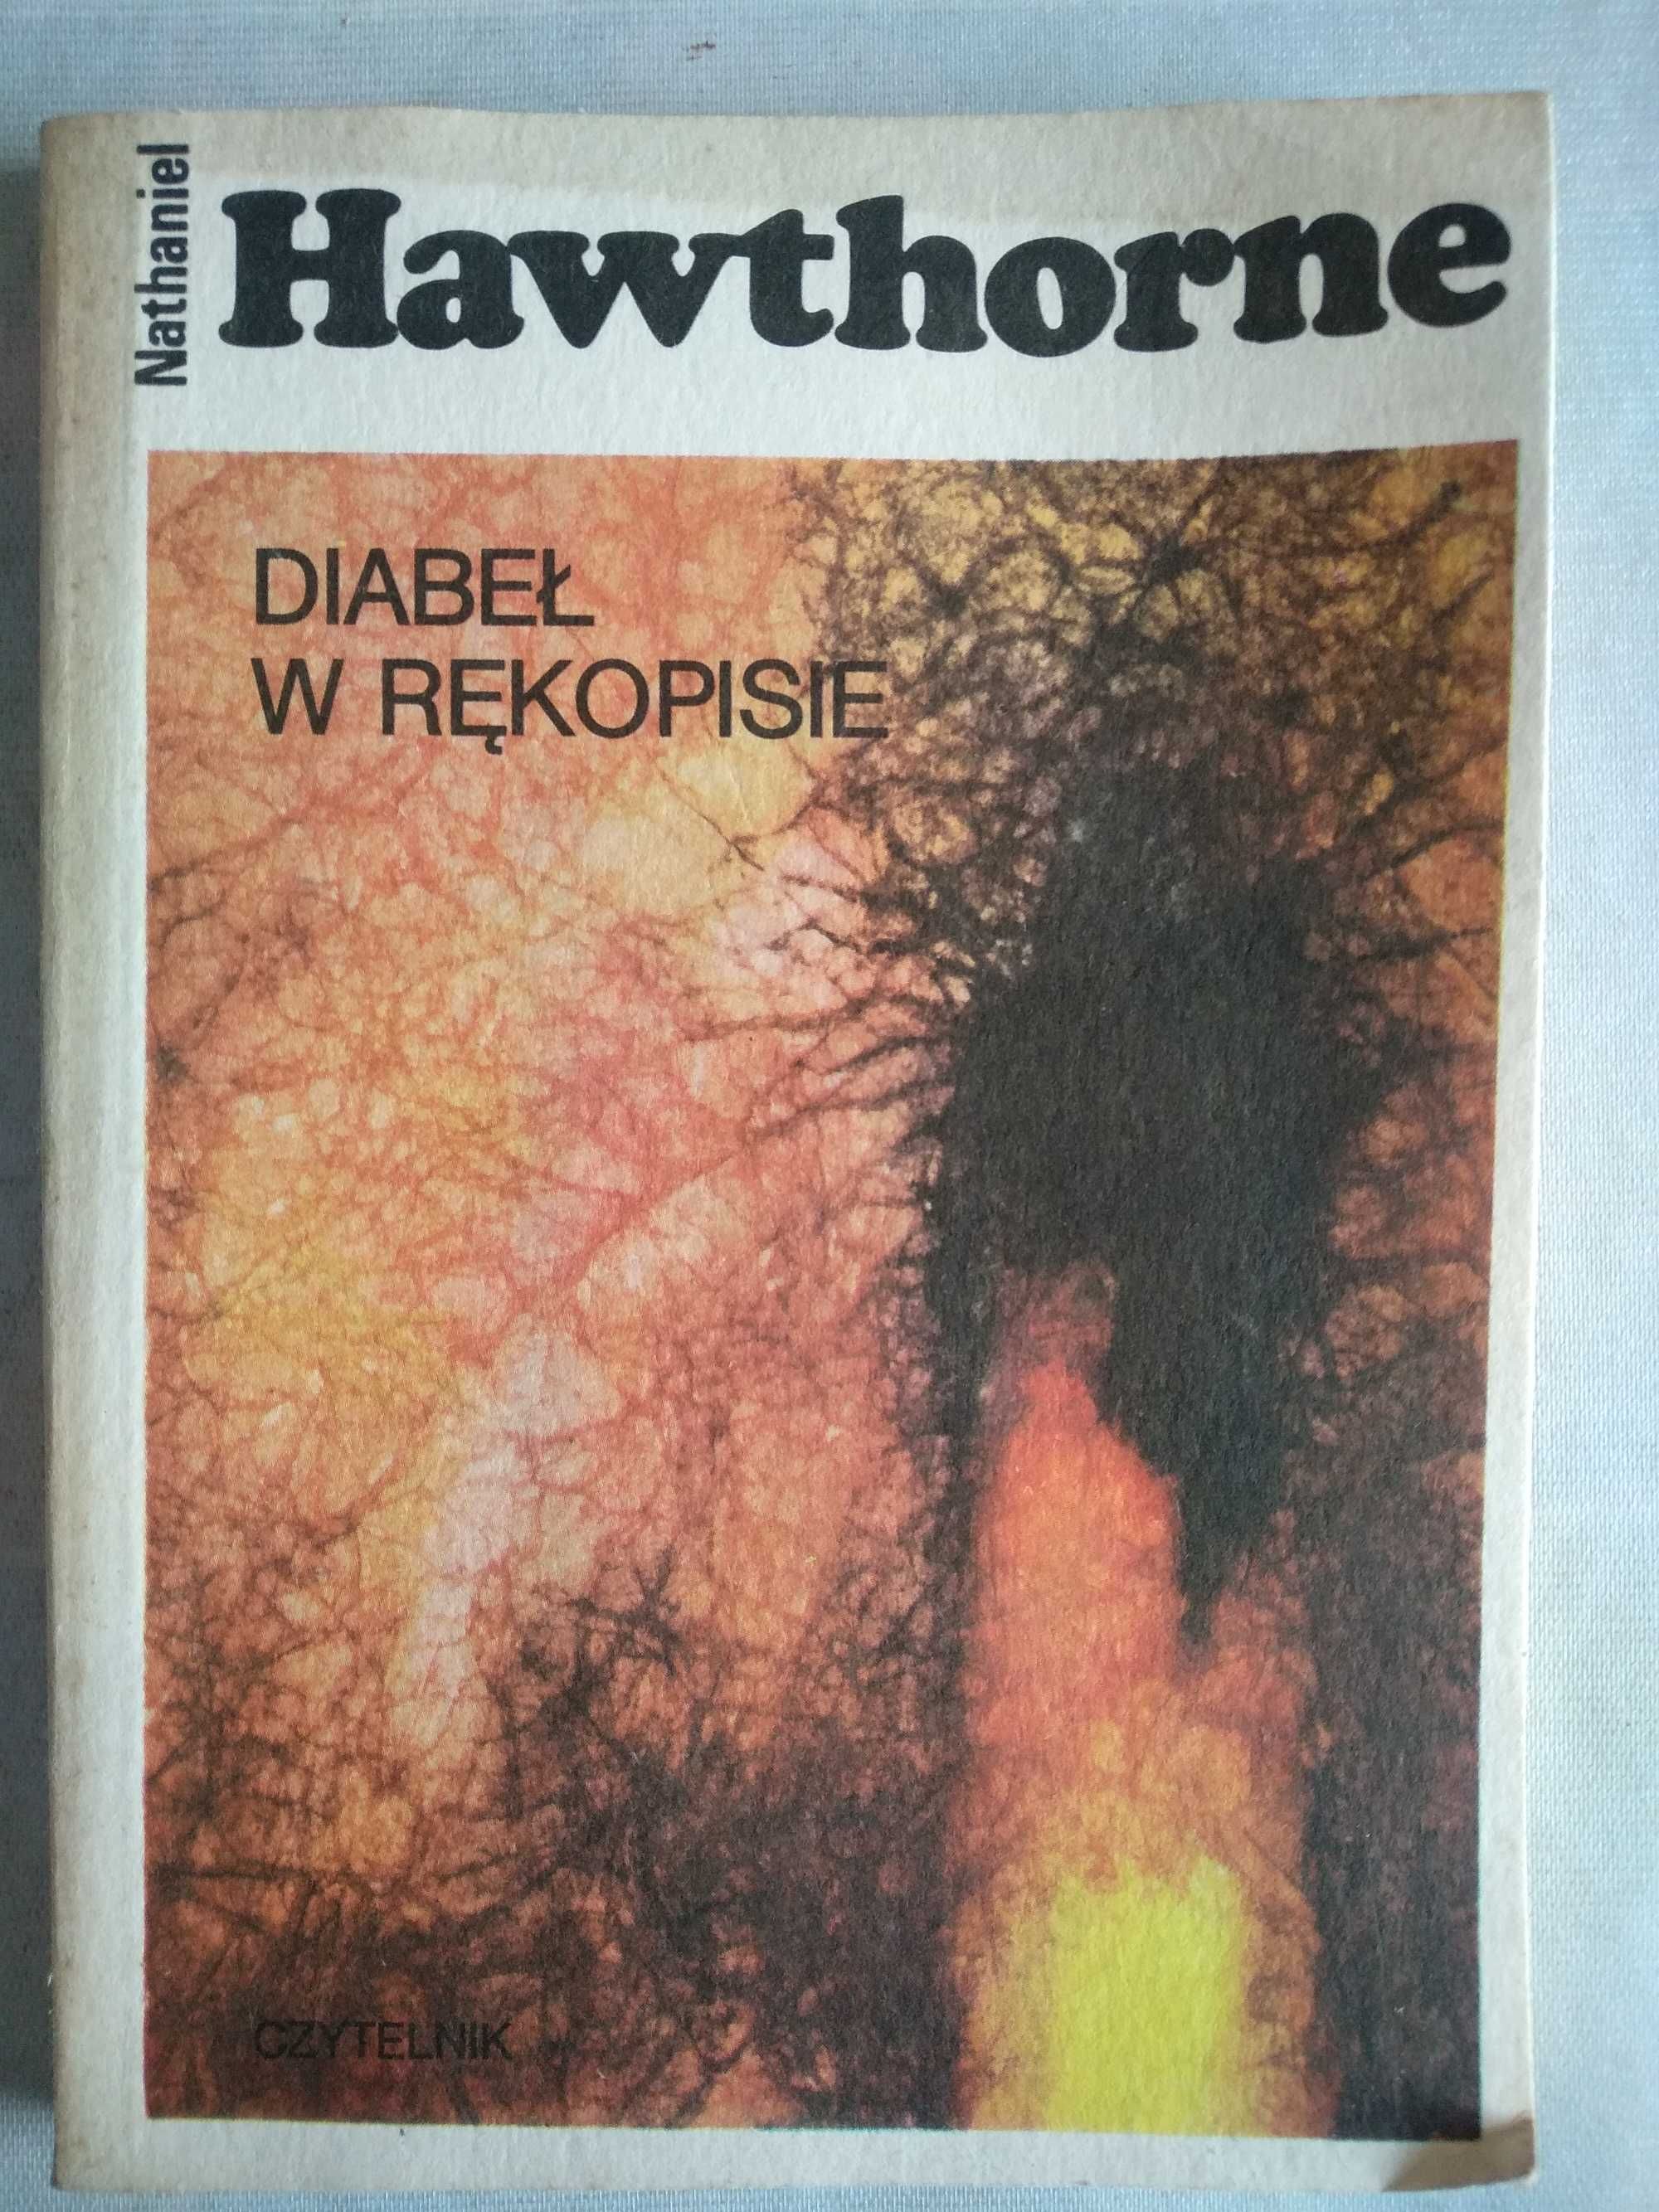 Nathaniel
Hawthorne
DIABEŁ
W RĘKOPISIE
CZYTELNIK